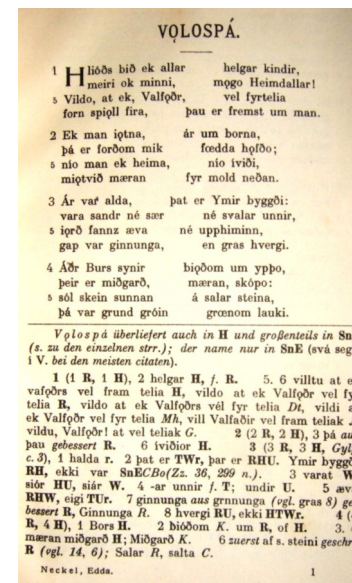 VǪLOSPÁ.
1 Hlióðs bið ek allar helgar kindir,
meiri ok minni, mǫgo Heimdallar!
5 Vildo, at ek, Valfǫðr, vel fyrtelia
forn spiǫll fira, þau er fremst um man.
2 Ek man iǫtna, ár um borna,
þá er forðom mik fœdda hǫfðo;
5 nío man ek heima, nío íviði,
miǫtvið mæran fyr mold neðan.
3 Ár var alda, þat er Ymir byggði:
vara sandr né sær né svalar unnir,
5 iǫrð fannz æva né upphiminn,
gap var ginnunga, en gras hvergi.
4 Áðr Burs synir biǫðom um ypþo,
þeir er miðgarð, mæran, skópo:
5 sól skein sunnan á salar steina,
þá var grund gróin grœnom lauki.
Vǫlospá überliefert auch in H und großenteils in Sn
(s. zu den einzelnen strr.); der name nur in SnE (svá seg
í V. bei den meisten citaten).
1 (1 R, 1 H), 2 helgar H, f. R. 5. 6 villtu at e
vafǫðrs vel fram telia H, vildo at ek Valfǫðr vel fy
telia R, vildo at ek Valfǫðrs vél fyr telia Dt, vildi a
ek Valfǫðr vel fyr telia Mh, vill Valfaðir vel fram teliak
vildu, Valfǫðr! at vel teliak G. 2 (2 R, 2 H), 3 þá au
þau gebessert R. 6 íviðior H. 3 (3 R, 3 H, Gyl
c. 3), 1 halda r. 2 þat er TWr, þar er RHU. Ymir byggð
RH, ekki var SnECBo(Zz. 36, 299 n.). 3 varat W
siór HU, siár W. 4 -ar unnir f. T; undir U. 5 æv
RHW, eigi TUr. 7 ginnunga aus grnnunga (vgl. gras 8) ge
bessert R, Ginnunga R. 8 hvergi RU, ekki HTWr. 4 (
R, 4 H), 1 Bors H. 2 bióðom K. um R, of H. 3.
mæran miðgarð H; Miðgarð K. 6 zuerst af s. steini geschr
R (vgl. 14, 6); Salar R, salta C.
Neckel, Edda. 1